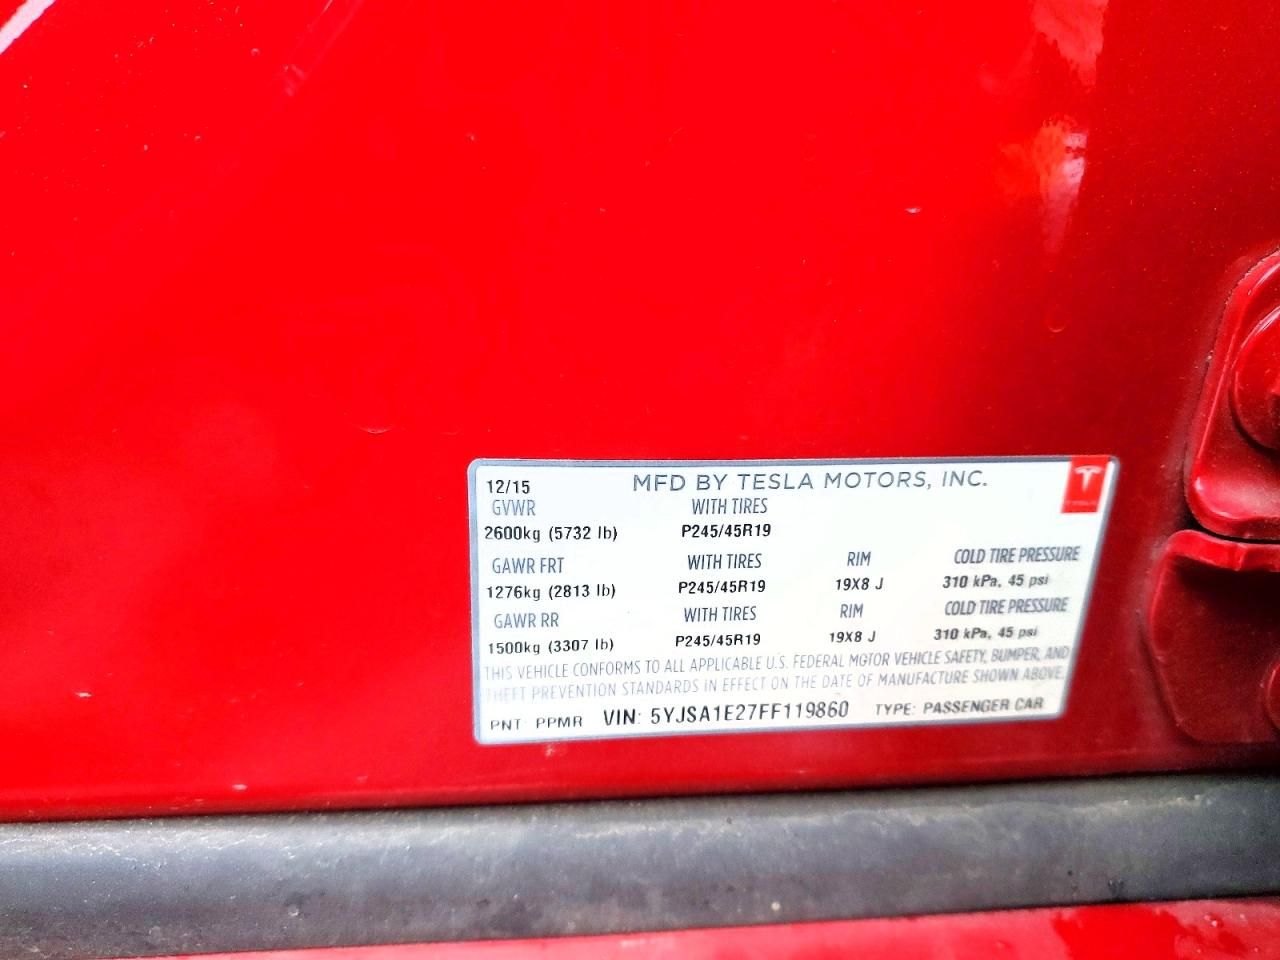 12/15 MFD BY TESLA MOTORS, INC.
GVWR WITH TIRES
2600kg (5732 lb) P245/45R19
GAWR FRT WITH TIRES RIM COLD TIRE PRESSURE
1276kg (2813 lb) P245/45R19 19X8 J 310 kPa, 45 psi
GAWR RR WITH TIRES RIM COLD TIRE PRESSURE
1500kg (3307 lb) P245/45R19 19X8 J 310 kPa, 45 psi
THIS VEHICLE CONFORMS TO ALL APPLICABLE U.S. FEDERAL MOTOR VEHICLE SAFETY, BUMPER, AND
THEFT PREVENTION STANDARDS IN EFFECT ON THE DATE OF MANUFACTURE SHOWN ABOVE.
PNT: PPMR VIN: 5YJSA1E27FF119860 TYPE: PASSENGER CAR